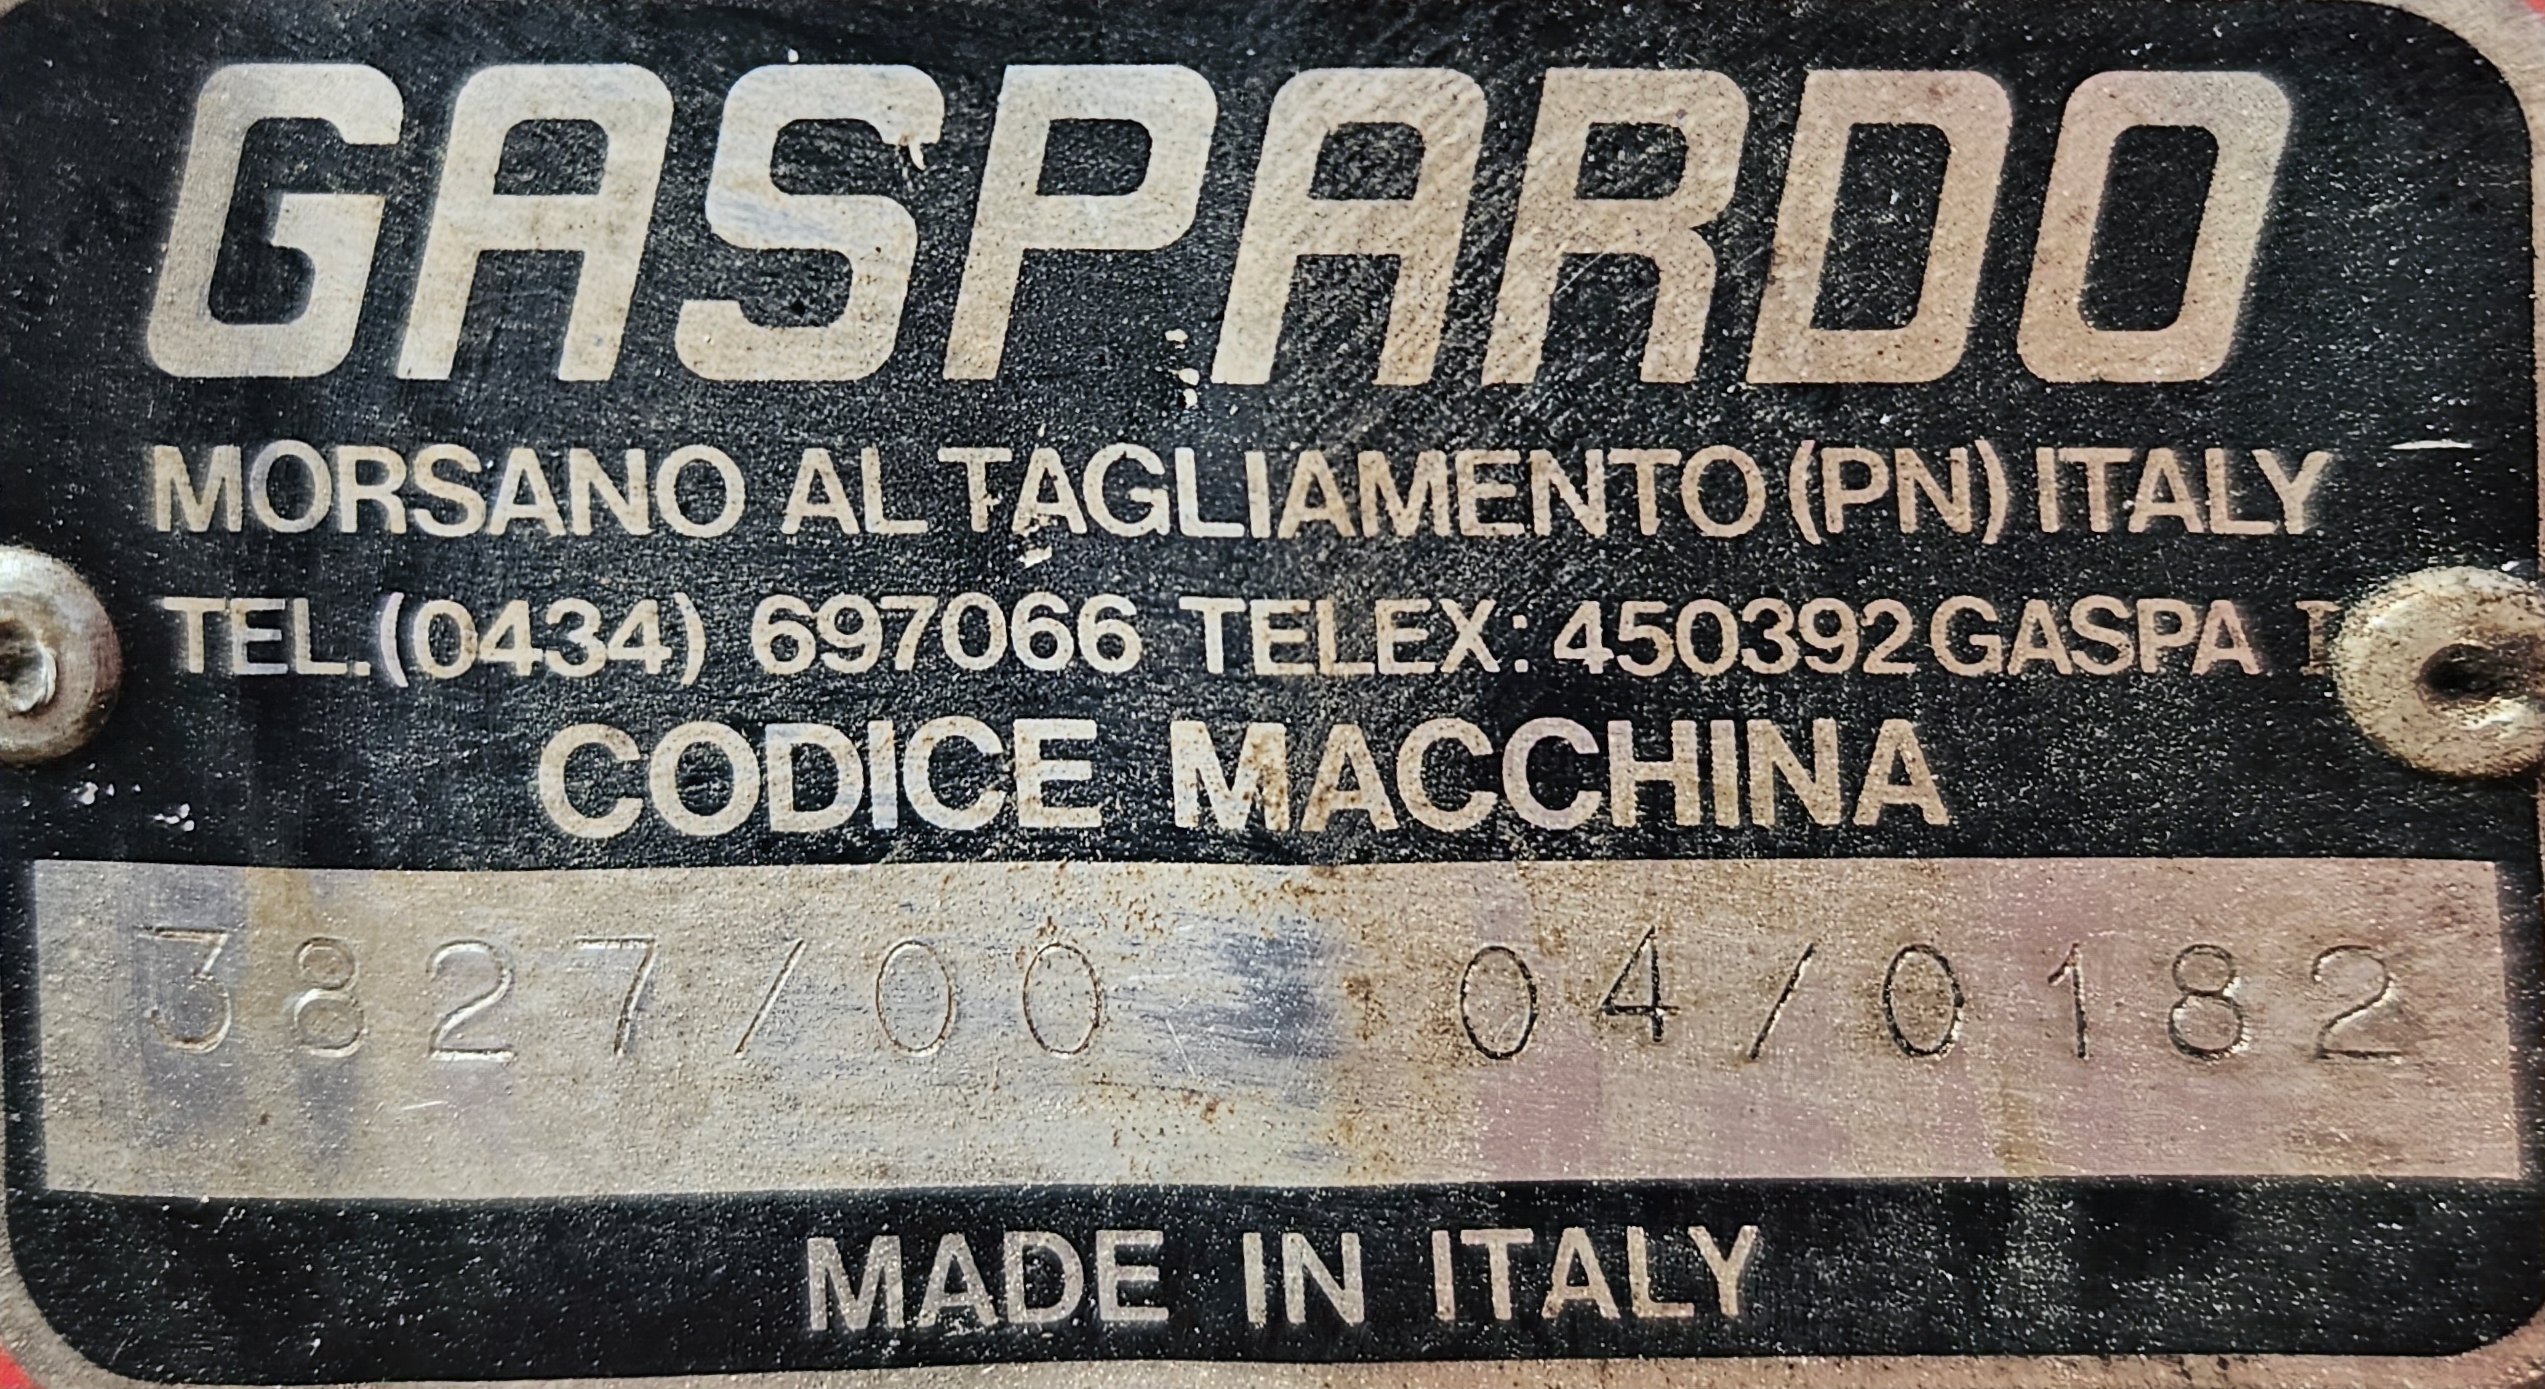 GASPARDO
MORSANO AL TAGLIAMENTO (PN) ITALY
TEL. (0434) 697066 TELEX: 450392 GASPA I
CODICE MACCHINA
3827/00 04/0182
MADE IN ITALY